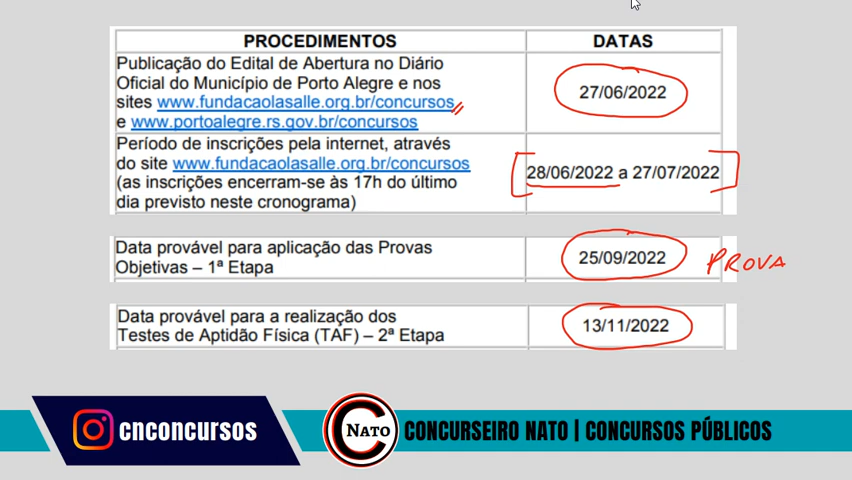 PROCEDIMENTOS DATAS
Publicação do Edital de Abertura no Diário
Oficial do Município de Porto Alegre e nos
sites www.fundacaolasalle.org.br/concursos
e www.portoalegre.rs.gov.br/concursos
27/06/2022
Período de inscrições pela internet, através
do site www.fundacaolasalle.org.br/concursos
(as inscrições encerram-se às 17h do último
dia previsto neste cronograma)
28/06/2022 a 27/07/2022
Data provável para aplicação das Provas
Objetivas – 1ª Etapa
25/09/2022
PROVA
Data provável para a realização dos
Testes de Aptidão Física (TAF) – 2ª Etapa
13/11/2022
cnconcursos
C NATO
CONCURSEIRO NATO | CONCURSOS PÚBLICOS